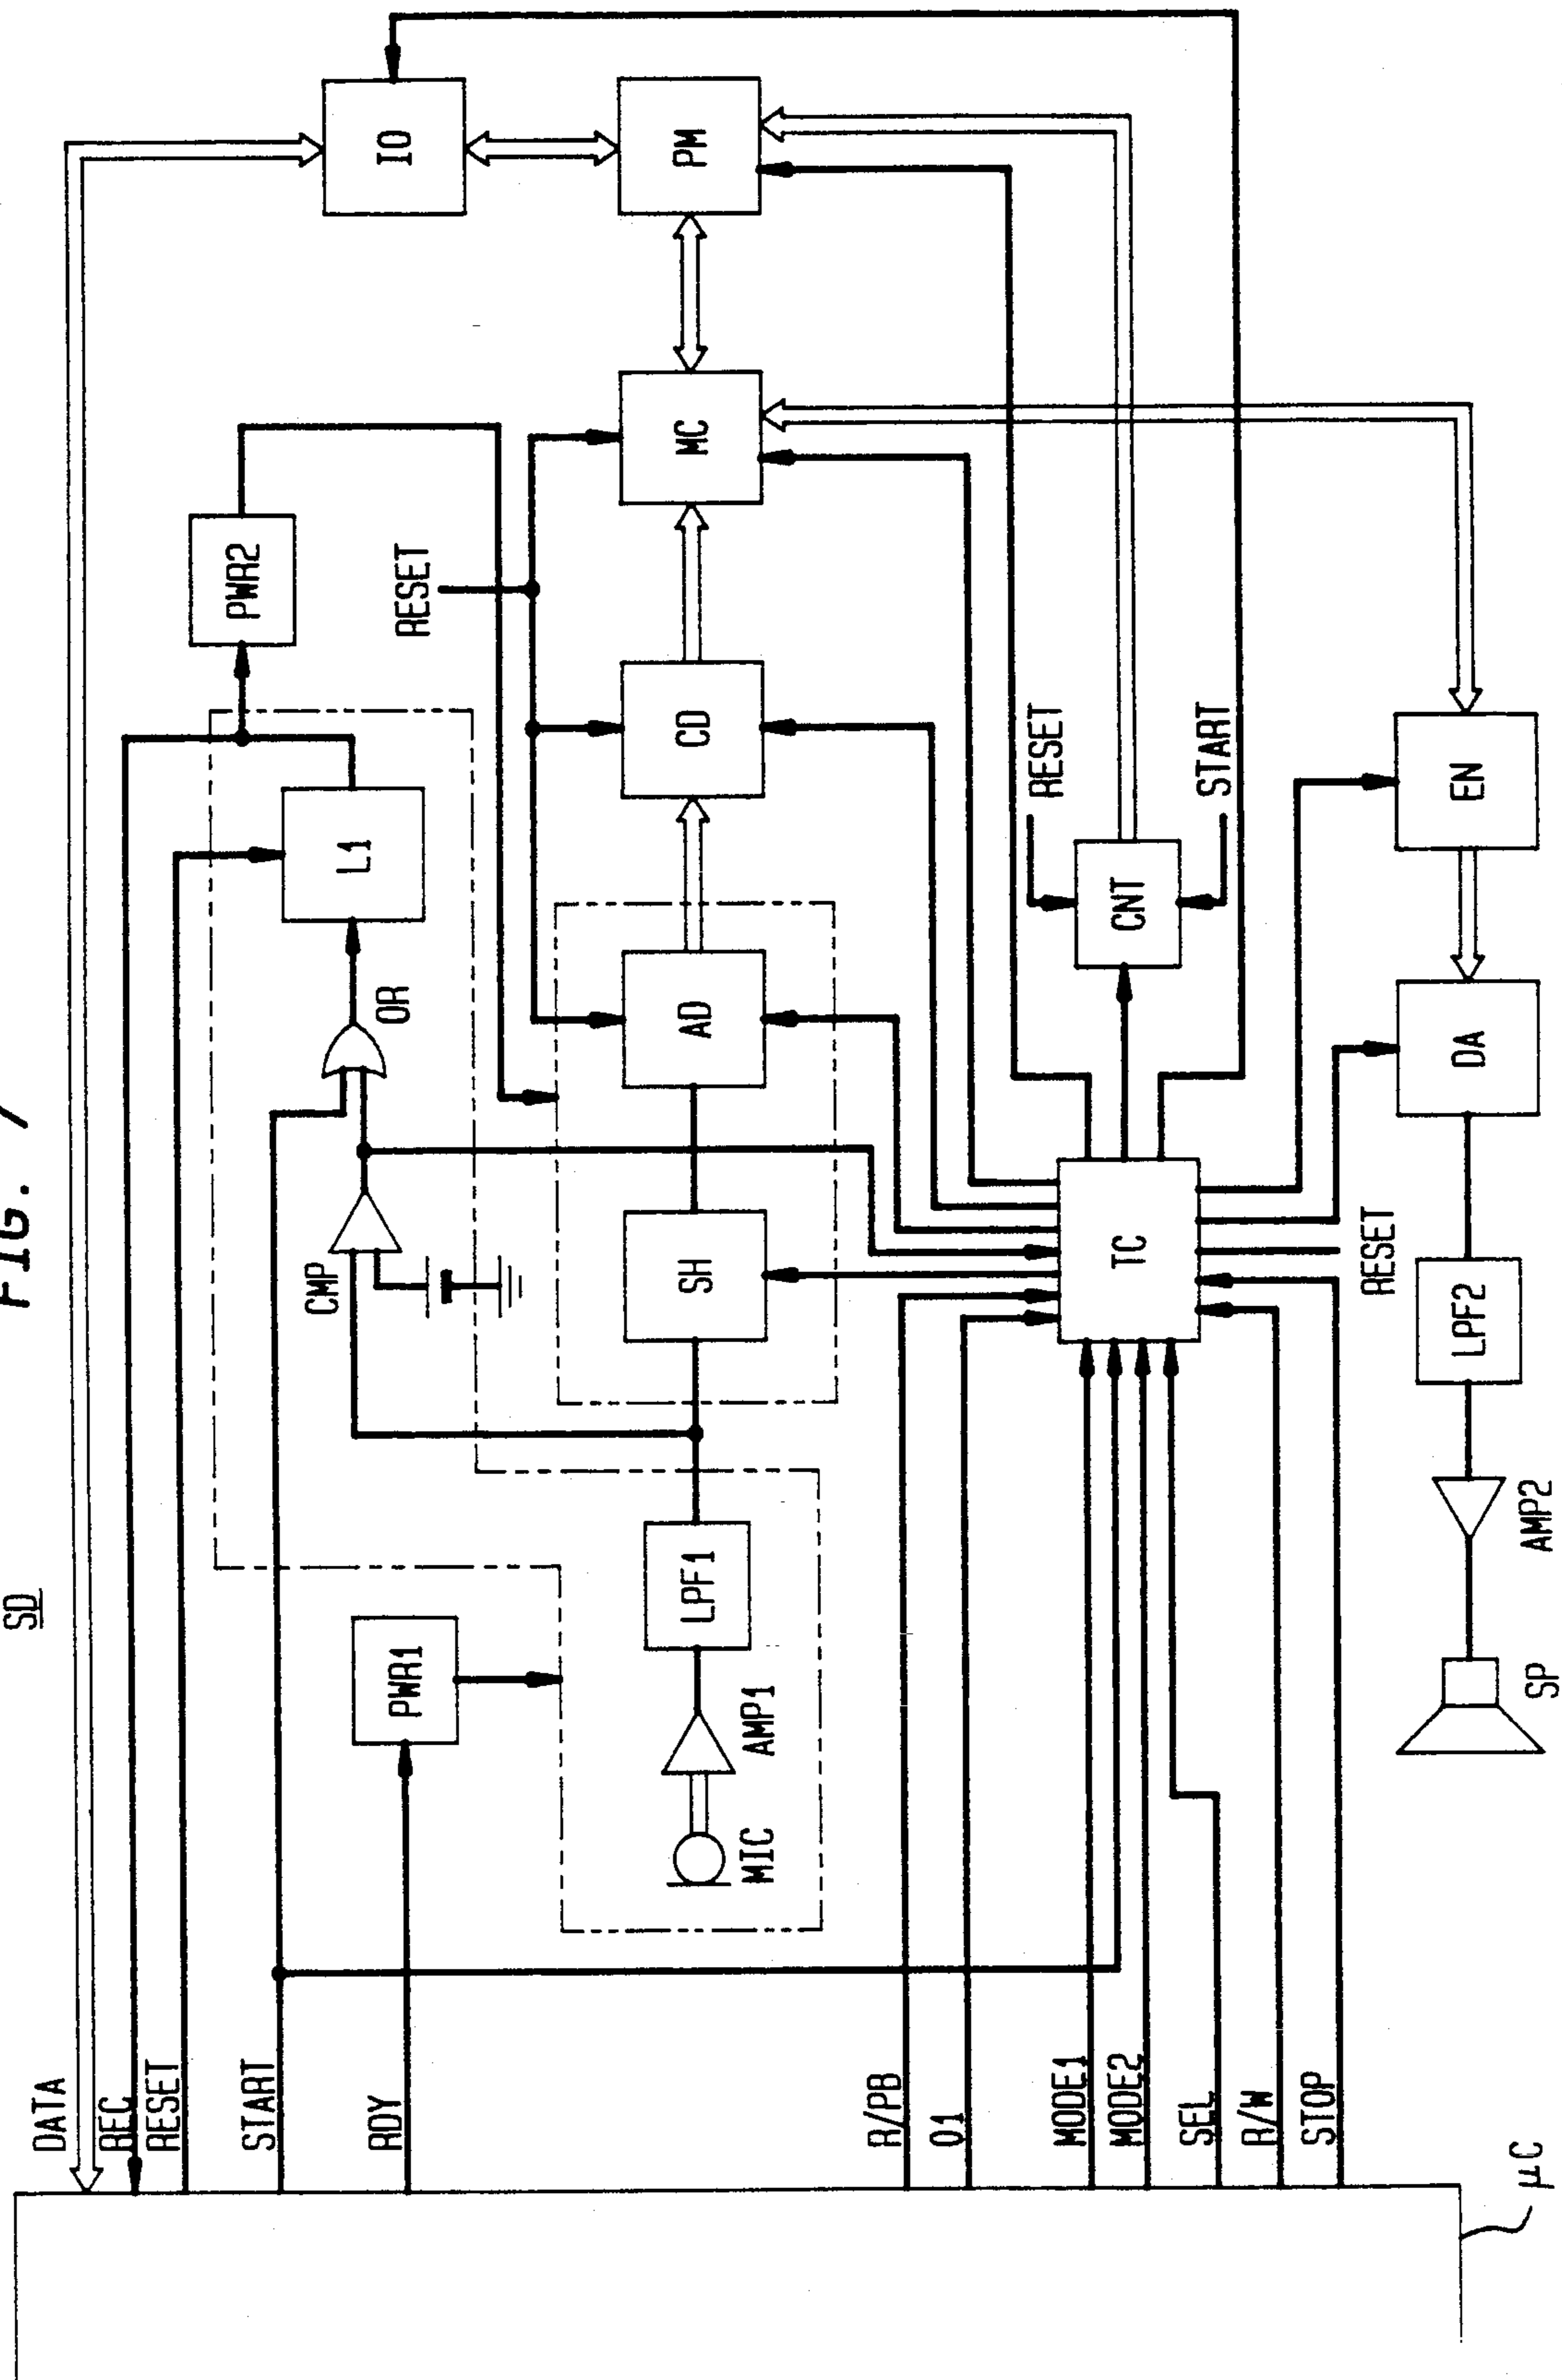 FIG. 7
SD
DATA
REC
RESET
START
RDY
R/PB
01
MODE1
MODE2
SEL
R/W
STOP
µC
PWR1
MIC
AMP1
LPF1
CMP
OR
L1
PWR2
RESET
SH
AD
CD
MC
PM
IO
TC
RESET
CNT
RESET
START
EN
DA
LPF2
AMP2
SP